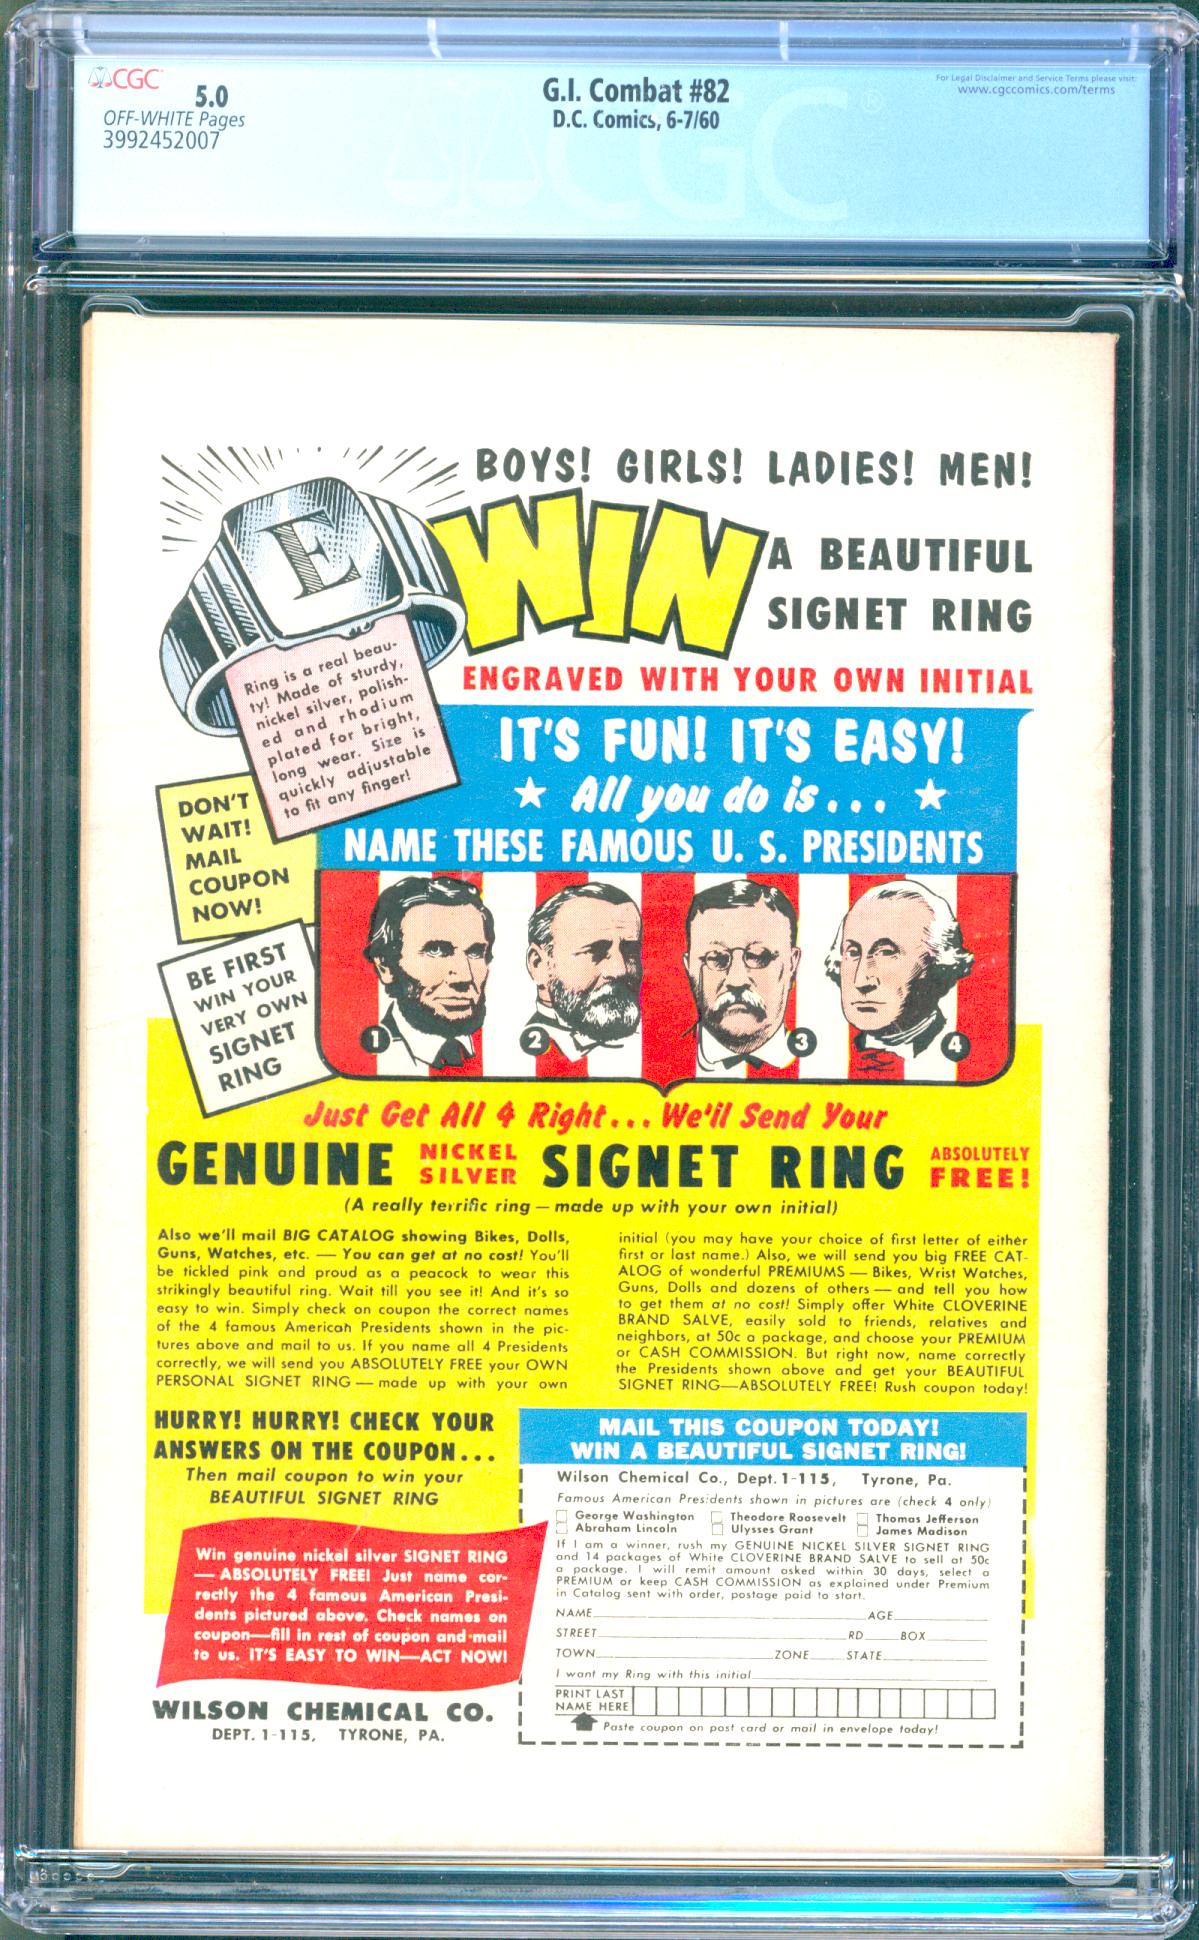 CGC
5.0
OFF-WHITE Pages
3992452007
G.I. Combat #82
D.C. Comics, 6-7/60
For Legal Disclaimer and Service Terms please visit:
www.cgccomics.com/terms
CGC®
BOYS! GIRLS! LADIES! MEN!
WIN
A BEAUTIFUL
SIGNET RING
ENGRAVED WITH YOUR OWN INITIAL
E
Ring is a real beau-
ty! Made of sturdy,
nickel silver, polish-
ed and rhodium
plated for bright,
long wear. Size is
quickly adjustable
to fit any finger!
IT'S FUN! IT'S EASY!
All you do is...
NAME THESE FAMOUS U. S. PRESIDENTS
DON'T
WAIT!
MAIL
COUPON
NOW!
BE FIRST
WIN YOUR
VERY OWN
SIGNET
RING
1
2
3
4
Just Get All 4 Right... We'll Send Your
GENUINE NICKEL SILVER SIGNET RING ABSOLUTELY FREE!
(A really terrific ring — made up with your own initial)
Also we'll mail BIG CATALOG showing Bikes, Dolls,
Guns, Watches, etc. — You can get at no cost! You'll
be tickled pink and proud as a peacock to wear this
strikingly beautiful ring. Wait till you see it! And it's so
easy to win. Simply check on coupon the correct names
of the 4 famous American Presidents shown in the pic-
tures above and mail to us. If you name all 4 Presidents
correctly, we will send you ABSOLUTELY FREE your OWN
PERSONAL SIGNET RING — made up with your own
initial (you may have your choice of first letter of either
first or last name.) Also, we will send you big FREE CAT-
ALOG of wonderful PREMIUMS — Bikes, Wrist Watches,
Guns, Dolls and dozens of others — and tell you how
to get them at no cost! Simply offer White CLOVERINE
BRAND SALVE, easily sold to friends, relatives and
neighbors, at 50c a package, and choose your PREMIUM
or CASH COMMISSION. But right now, name correctly
the Presidents shown above and get your BEAUTIFUL
SIGNET RING—ABSOLUTELY FREE! Rush coupon today!
HURRY! HURRY! CHECK YOUR
ANSWERS ON THE COUPON...
Then mail coupon to win your
BEAUTIFUL SIGNET RING
Win genuine nickel silver SIGNET RING
— ABSOLUTELY FREE! Just name cor-
rectly the 4 famous American Presi-
dents pictured above. Check names on
coupon—fill in rest of coupon and mail
to us. IT'S EASY TO WIN—ACT NOW!
WILSON CHEMICAL CO.
DEPT. 1-115, TYRONE, PA.
MAIL THIS COUPON TODAY!
WIN A BEAUTIFUL SIGNET RING!
Wilson Chemical Co., Dept. 1-115, Tyrone, Pa.
Famous American Presidents shown in pictures are (check 4 only)
George Washington Theodore Roosevelt Thomas Jefferson
Abraham Lincoln Ulysses Grant James Madison
If I am a winner, rush my GENUINE NICKEL SILVER SIGNET RING
and 14 packages of White CLOVERINE BRAND SALVE to sell at 50c
a package. I will remit amount asked within 30 days, select a
PREMIUM or keep CASH COMMISSION as explained under Premium
in Catalog sent with order, postage paid to start.
NAME AGE
STREET RD BOX
TOWN ZONE STATE
I want my Ring with this initial
PRINT LAST
NAME HERE
Paste coupon on post card or mail in envelope today!